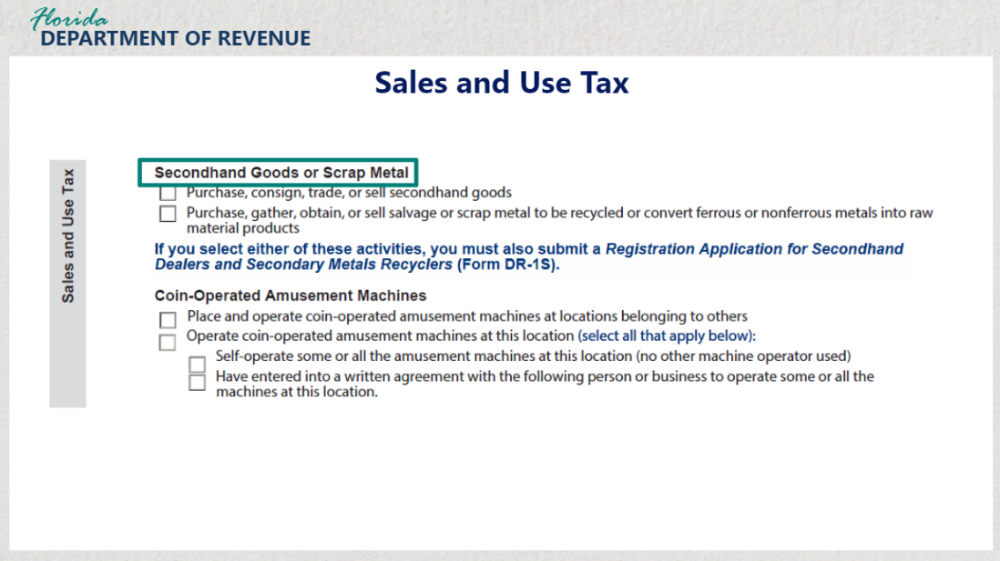 Florida
DEPARTMENT OF REVENUE
Sales and Use Tax
Sales and Use Tax
Secondhand Goods or Scrap Metal
Purchase, consign, trade, or sell secondhand goods
Purchase, gather, obtain, or sell salvage or scrap metal to be recycled or convert ferrous or nonferrous metals into raw
material products
If you select either of these activities, you must also submit a Registration Application for Secondhand
Dealers and Secondary Metals Recyclers (Form DR-1S).
Coin-Operated Amusement Machines
Place and operate coin-operated amusement machines at locations belonging to others
Operate coin-operated amusement machines at this location (select all that apply below):
Self-operate some or all the amusement machines at this location (no other machine operator used)
Have entered into a written agreement with the following person or business to operate some or all the
machines at this location.